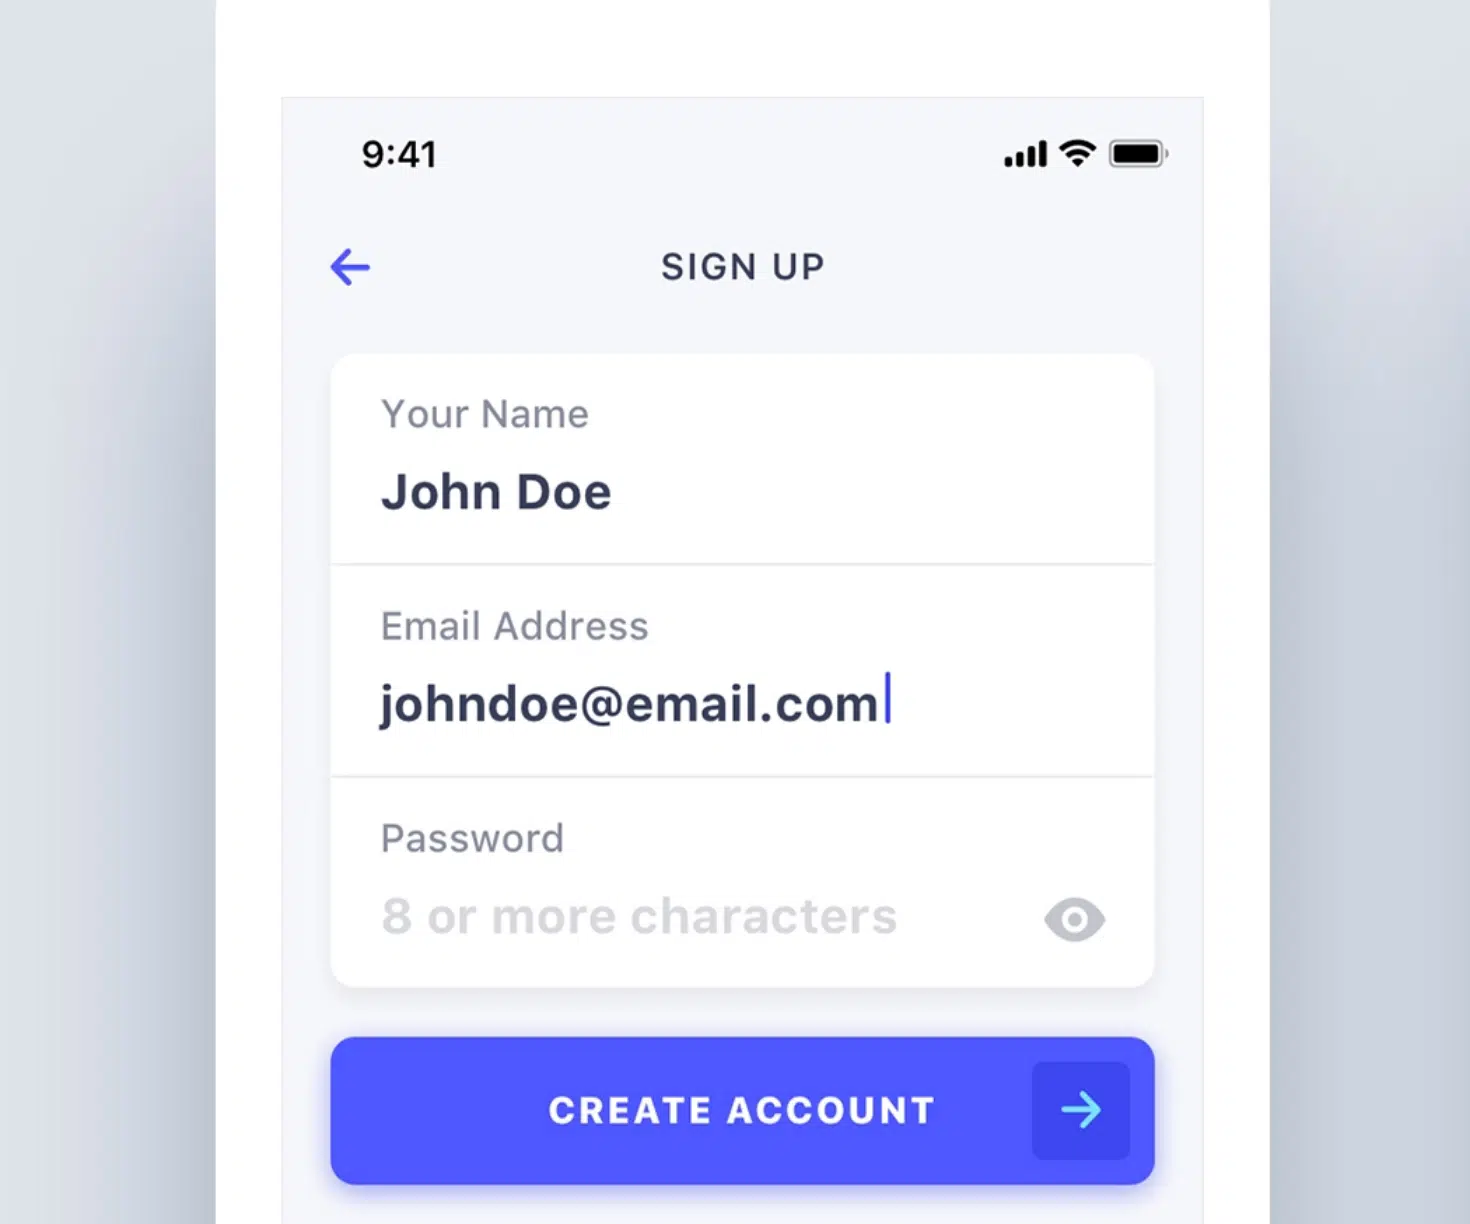 9:41
SIGN UP
Your Name
John Doe
Email Address
johndoe@email.com
Password
8 or more characters
CREATE ACCOUNT